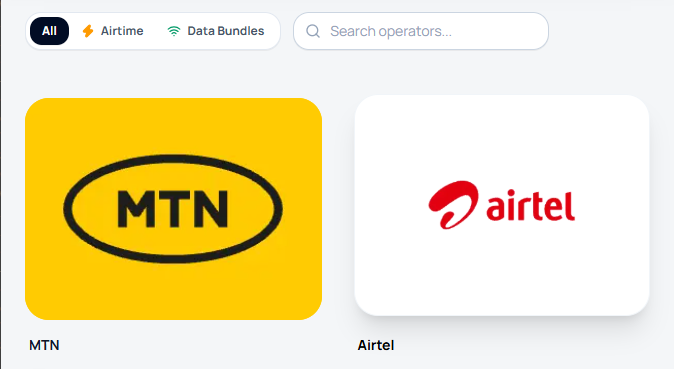 All Airtime Data Bundles Search operators...
MTN
airtel
MTN
Airtel